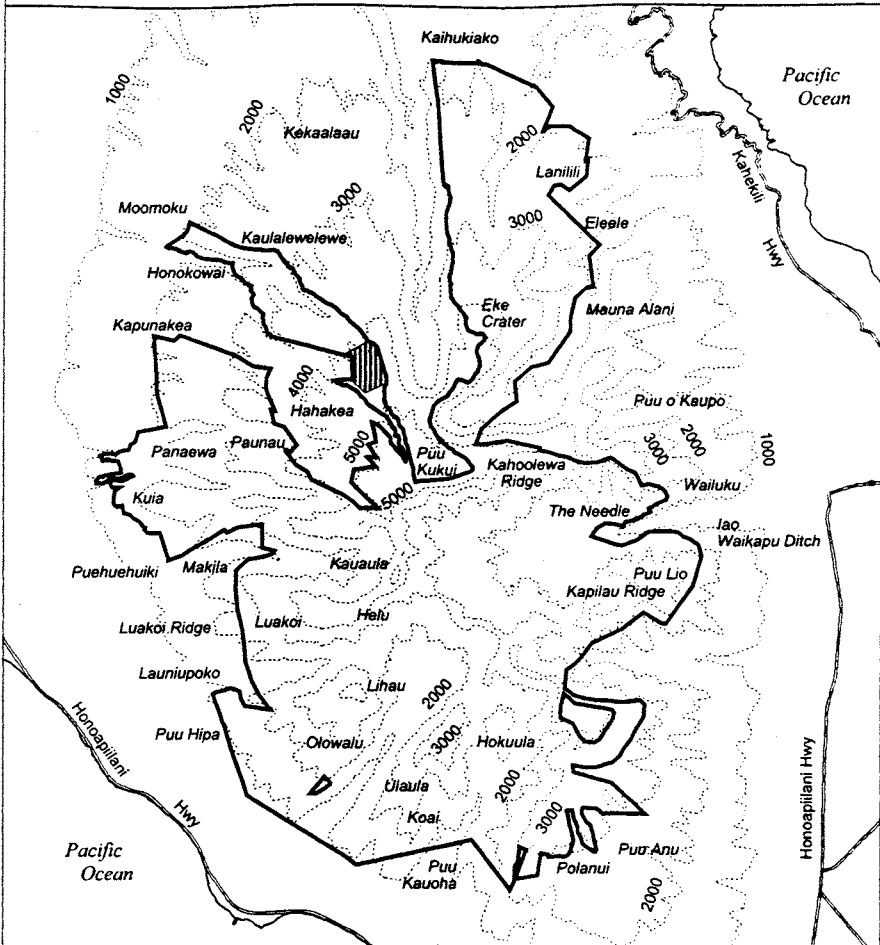 Kaihukiako
Pacific
Ocean
1000
2000
Kekaalaau
2000
Lanilili
Kahekili
Hwy
3000
3000
Eleele
Moomoku
Kaulalewelewe
Honokowai
Eke
Crater
Mauna Alani
Kapunakea
4000
Hahakea
Puu o Kaupo
Panaewa
Paunau
5000
Puu
Kukui
Kahoolewa
Ridge
3000
2000
1000
Wailuku
Kuia
5000
The Needle
Iao
Waikapu Ditch
Puehuehuiki
Makila
Kauaula
Puu Lio
Kapilau Ridge
Luakoi Ridge
Luakoi
Helu
Launiupoko
Lihau
2000
Puu Hipa
Olowalu
3000
Hokuula
Honoapiilani
Hwy
Ulaula
2000
Koai
3000
Honoapiilani Hwy
Pacific
Ocean
Puu
Kauoha
Polanui
Puu Anu
2000